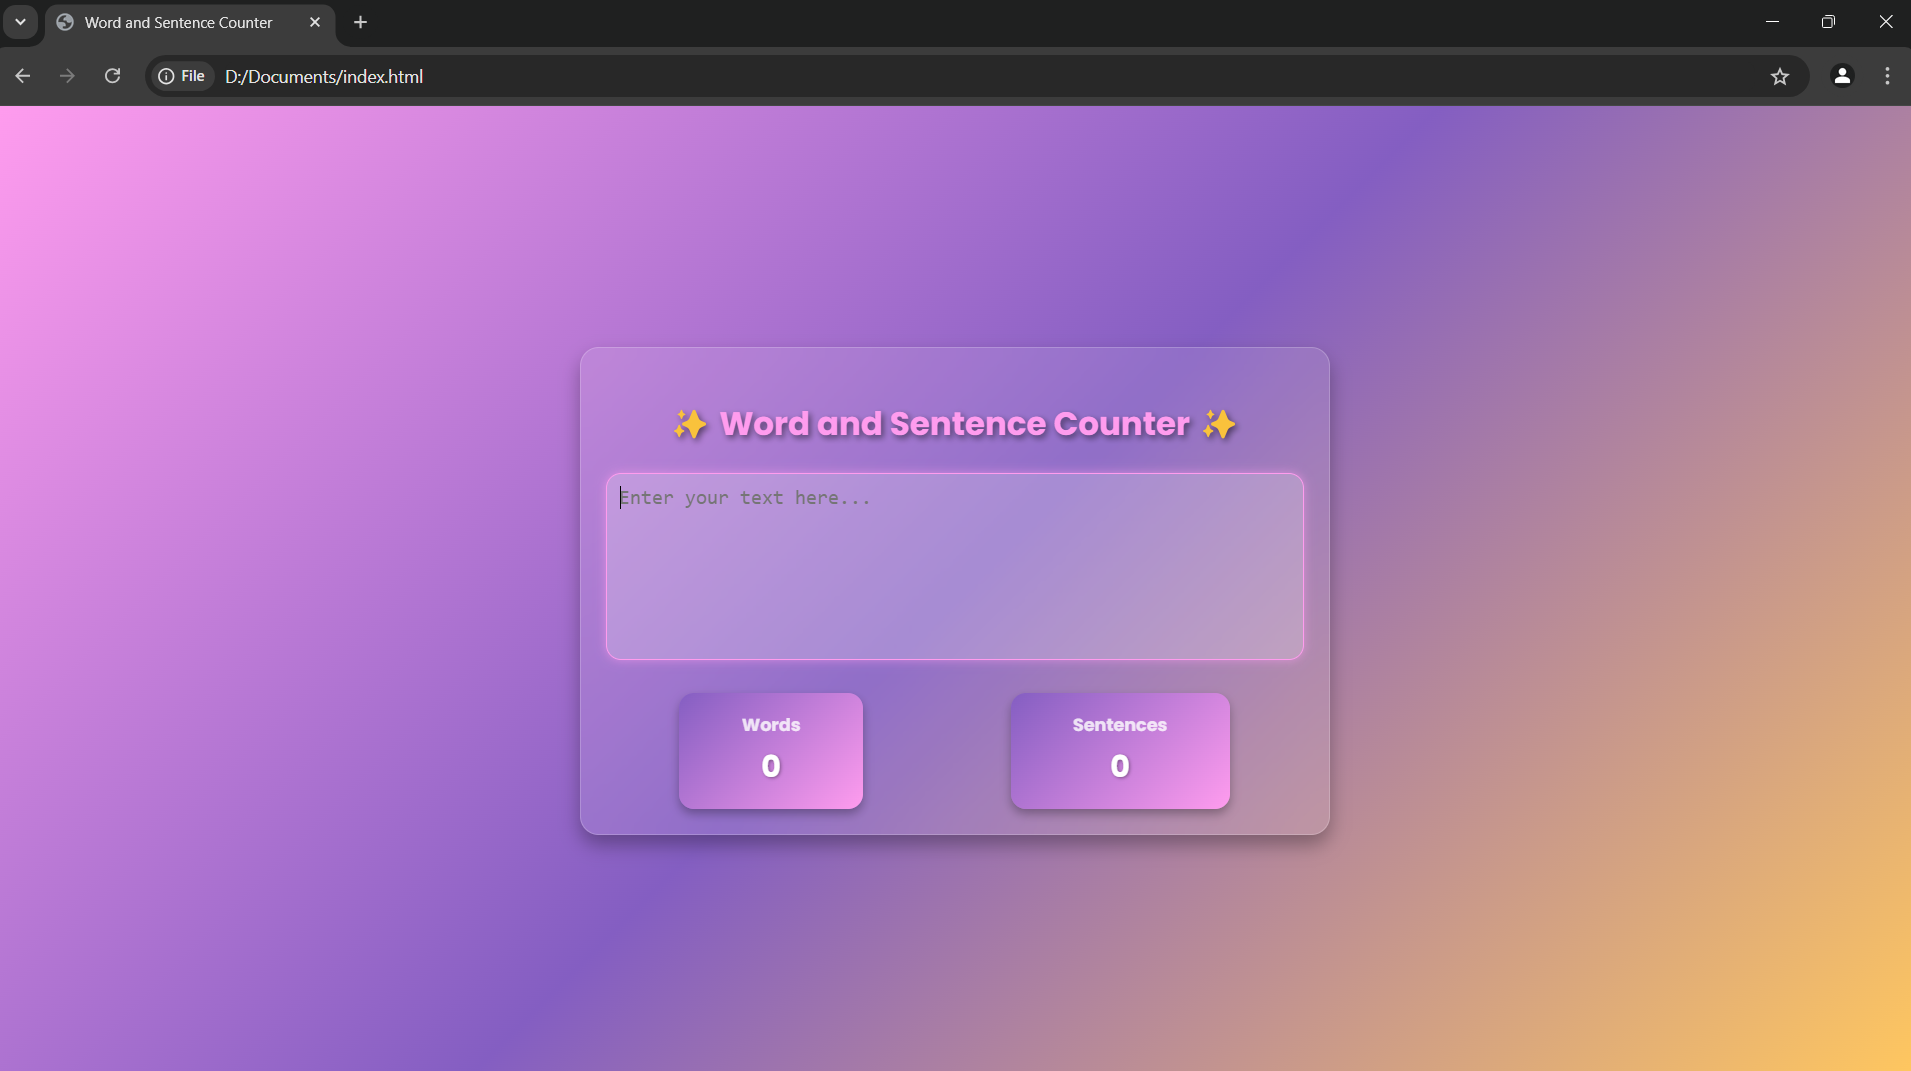 Word and Sentence Counter
File D:/Documents/index.html
✨ Word and Sentence Counter ✨
Enter your text here...
Words Sentences
0 0